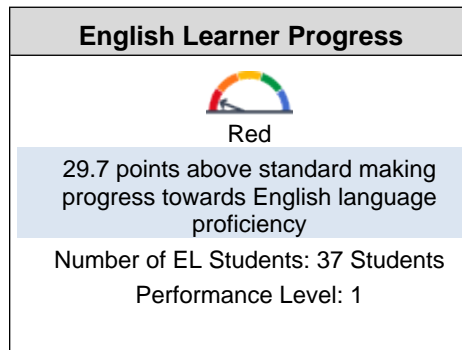 English Learner Progress
Red
29.7 points above standard making
progress towards English language
proficiency
Number of EL Students: 37 Students
Performance Level: 1